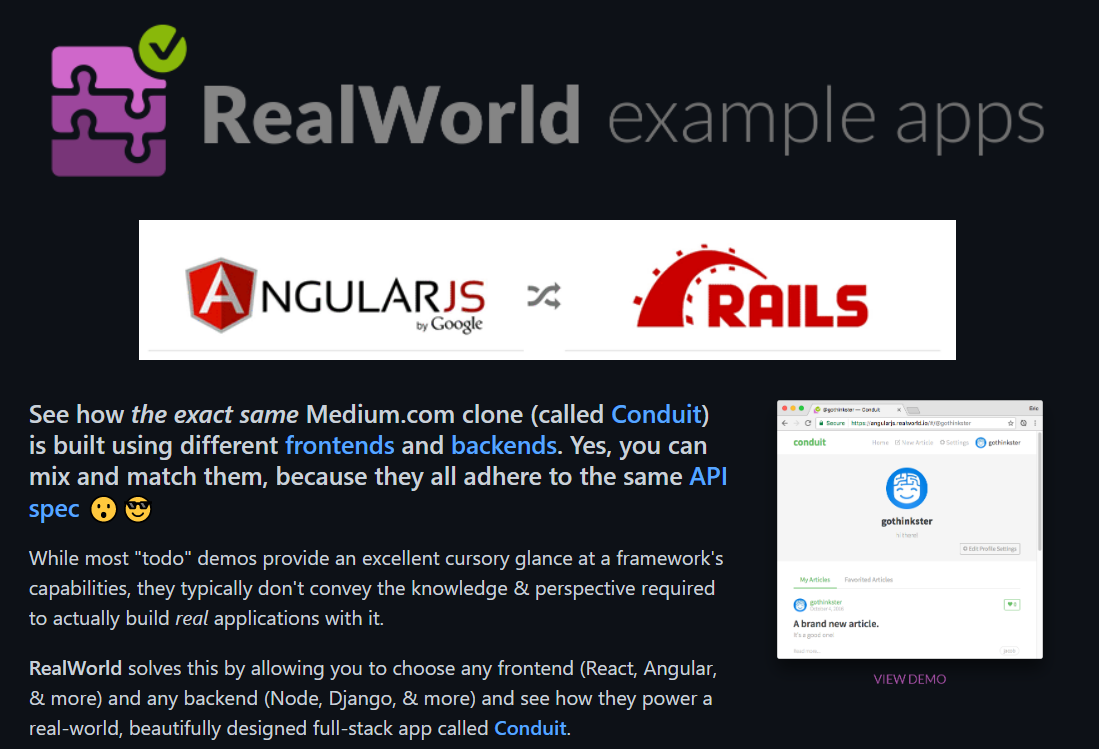 RealWorld example apps
ANGULARJS
by Google
RAILS
See how the exact same Medium.com clone (called Conduit)
is built using different frontends and backends. Yes, you can
mix and match them, because they all adhere to the same API
spec 😮 😎
While most "todo" demos provide an excellent cursory glance at a framework's
capabilities, they typically don't convey the knowledge & perspective required
to actually build real applications with it.
RealWorld solves this by allowing you to choose any frontend (React, Angular,
& more) and any backend (Node, Django, & more) and see how they power a
real-world, beautifully designed full-stack app called Conduit.
@gothinkster — Conduit
Eric
Secure https://angularjs.realworld.io/#/@gothinkster
conduit
Home New Article Settings gothinkster
gothinkster
hi there!
Edit Profile Settings
My Articles Favorited Articles
gothinkster
A brand new article.
It's a good one!
Read more...
VIEW DEMO